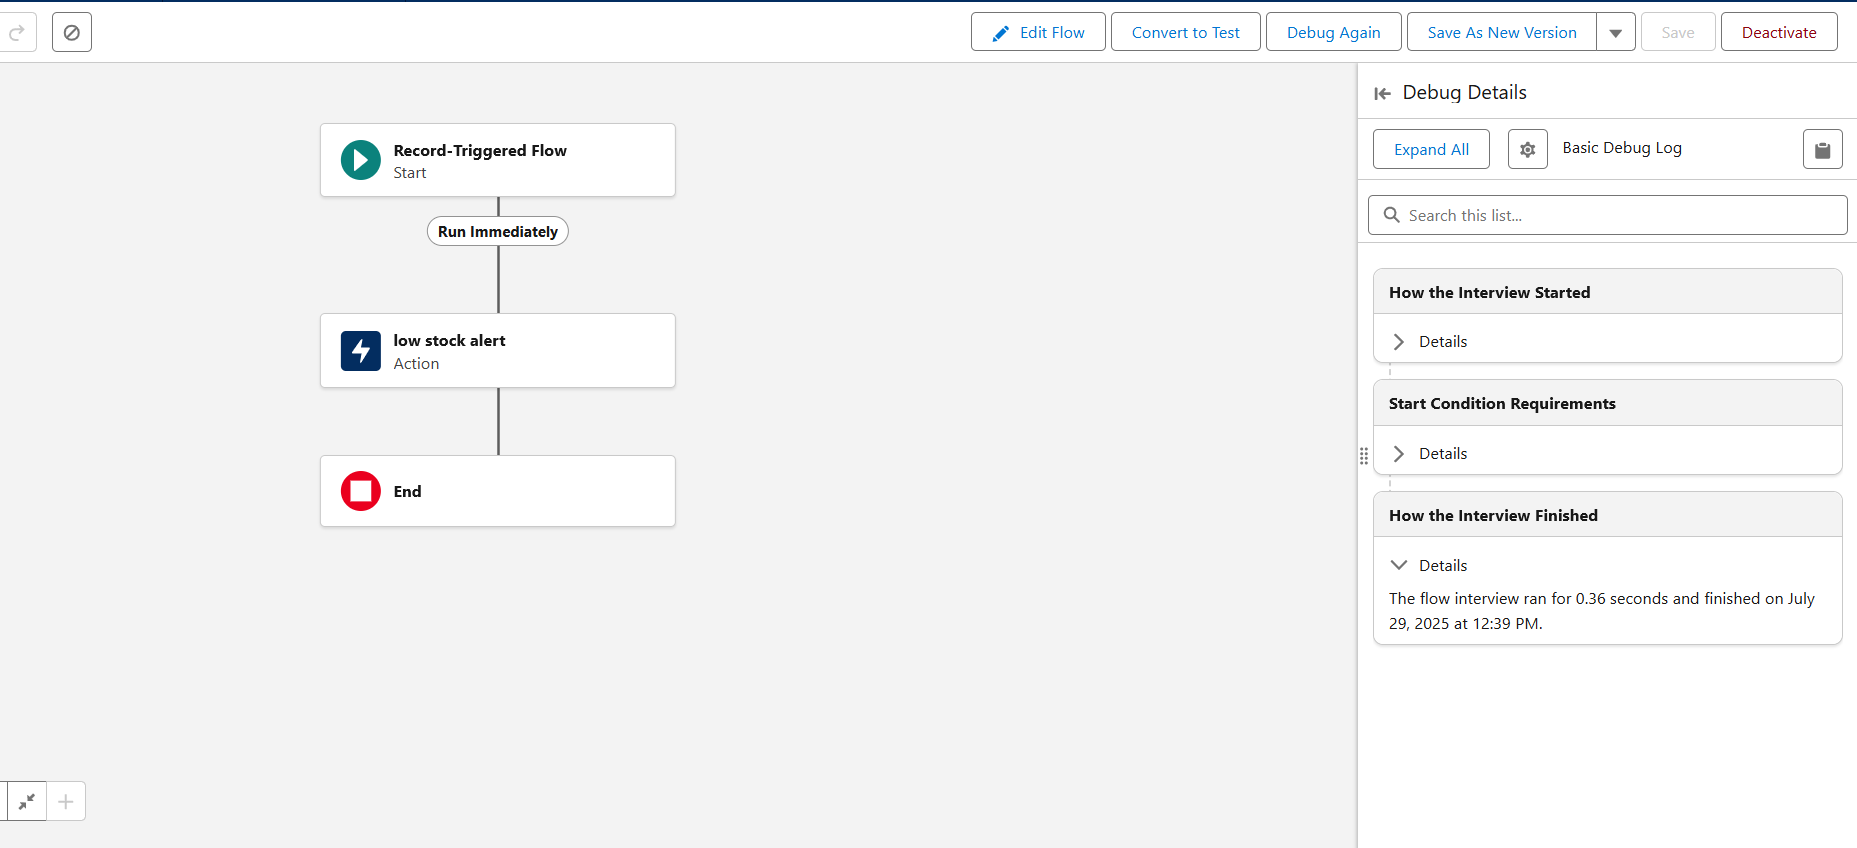 Edit Flow
Convert to Test
Debug Again
Save As New Version
Save
Deactivate
Debug Details
Expand All
Basic Debug Log
Search this list...
Record-Triggered Flow
Start
Run Immediately
low stock alert
Action
End
How the Interview Started
Details
Start Condition Requirements
Details
How the Interview Finished
Details
The flow interview ran for 0.36 seconds and finished on July
29, 2025 at 12:39 PM.